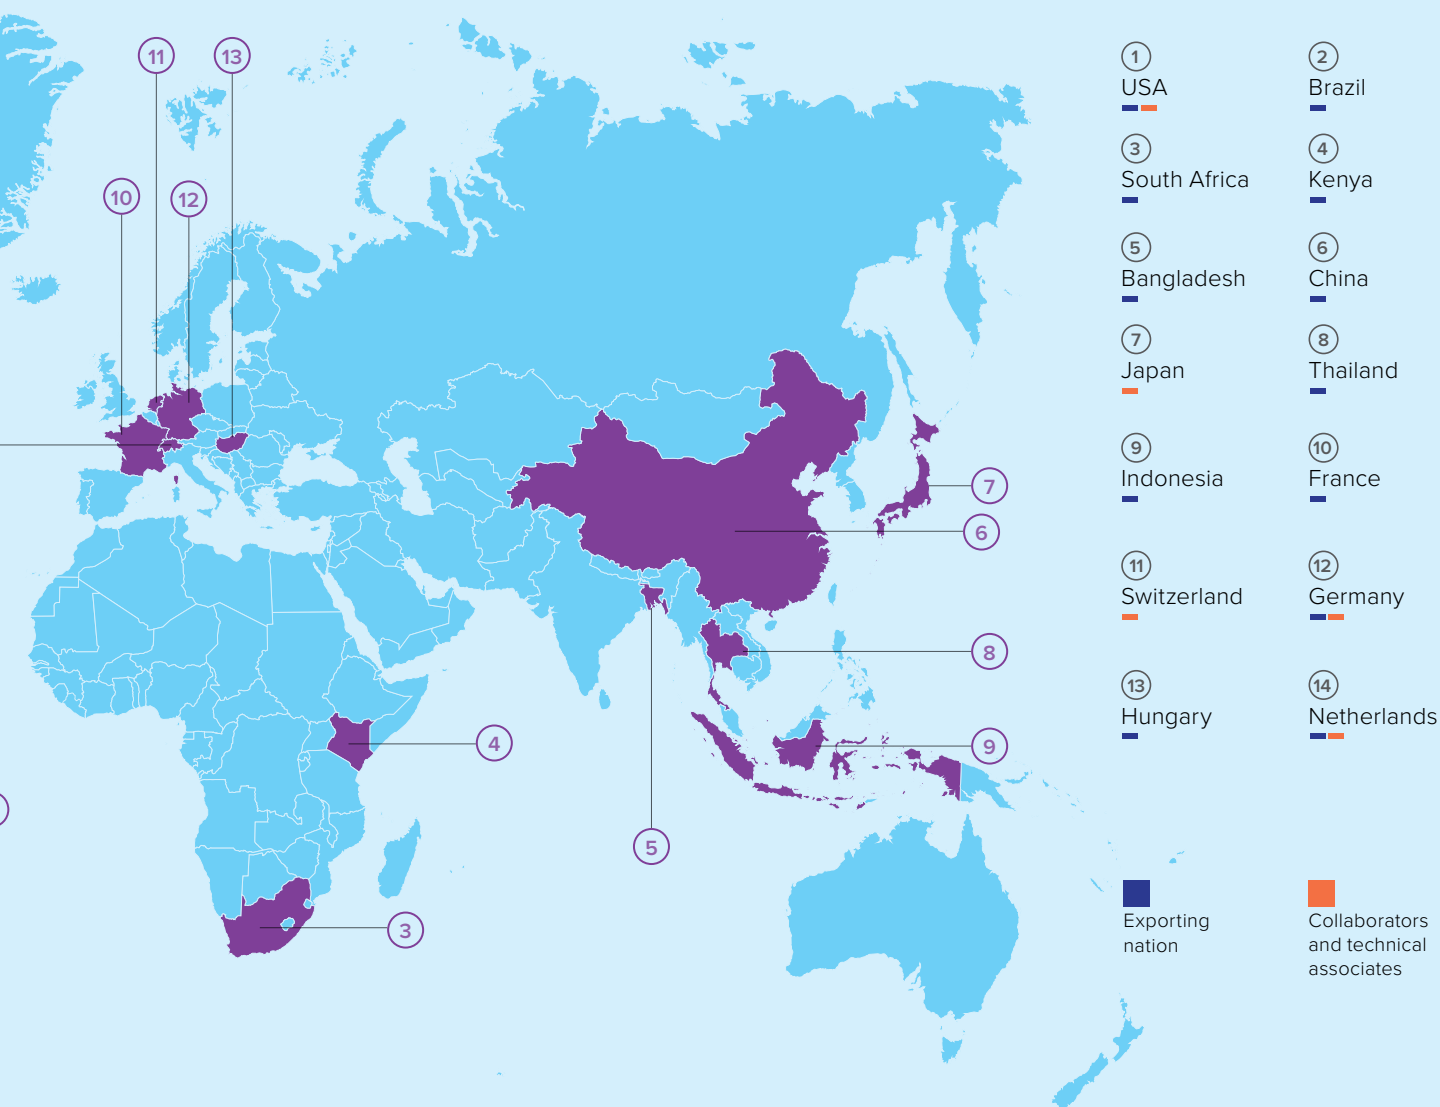 11
13
10
12
7
6
8
4
9
5
3
1
USA
2
Brazil
3
South Africa
4
Kenya
5
Bangladesh
6
China
7
Japan
8
Thailand
9
Indonesia
10
France
11
Switzerland
12
Germany
13
Hungary
14
Netherlands
Exporting
nation
Collaborators
and technical
associates